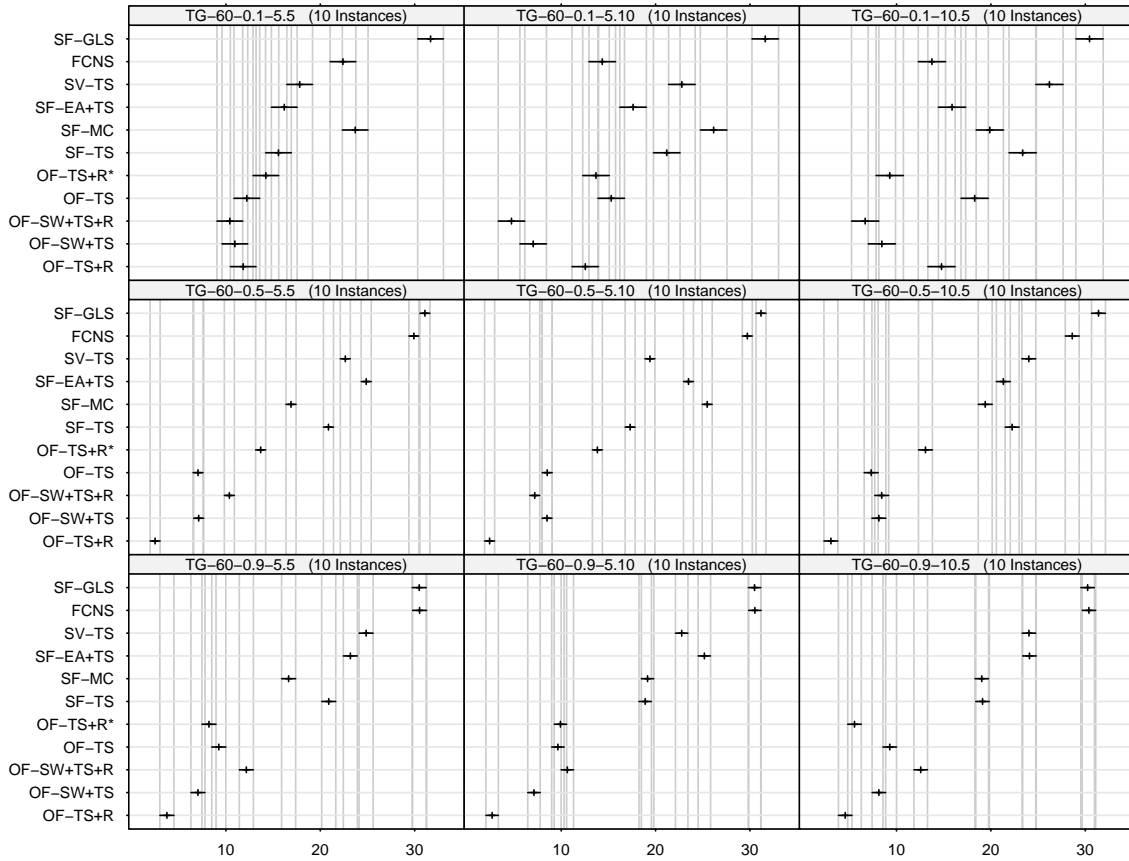 TG−60−0.1−5.5 (10 Instances) TG−60−0.1−5.10 (10 Instances) TG−60−0.1−10.5 (10 Instances)
SF−GLS
FCNS
SV−TS
SF−EA+TS
SF−MC
SF−TS
OF−TS+R*
OF−TS
OF−SW+TS+R
OF−SW+TS
OF−TS+R
TG−60−0.5−5.5 (10 Instances) TG−60−0.5−5.10 (10 Instances) TG−60−0.5−10.5 (10 Instances)
SF−GLS
FCNS
SV−TS
SF−EA+TS
SF−MC
SF−TS
OF−TS+R*
OF−TS
OF−SW+TS+R
OF−SW+TS
OF−TS+R
TG−60−0.9−5.5 (10 Instances) TG−60−0.9−5.10 (10 Instances) TG−60−0.9−10.5 (10 Instances)
SF−GLS
FCNS
SV−TS
SF−EA+TS
SF−MC
SF−TS
OF−TS+R*
OF−TS
OF−SW+TS+R
OF−SW+TS
OF−TS+R
10 20 30 10 20 30 10 20 30